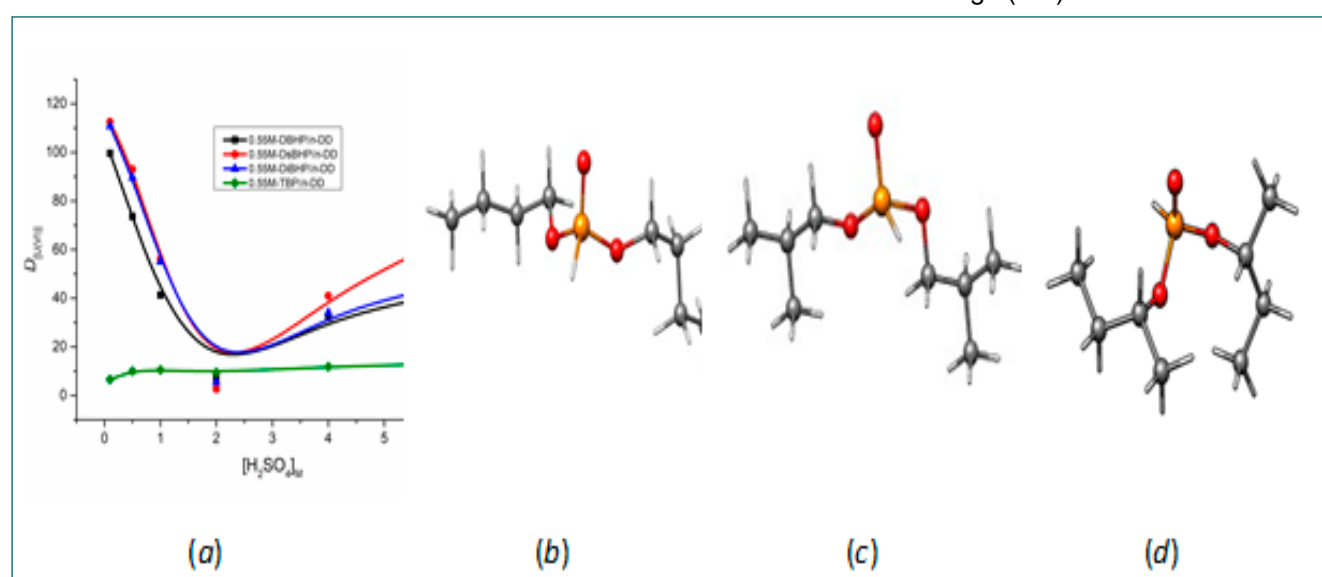 120
100
80
60
40
20
0
0.55M-DBHP/n-DD
0.55M-DsBHP/n-DD
0.55M-DiBHP/n-DD
0.55M-TBP/n-DD
D[U(VI)]
0 1 2 3 4 5
[H2SO4]M
(a) (b) (c) (d)